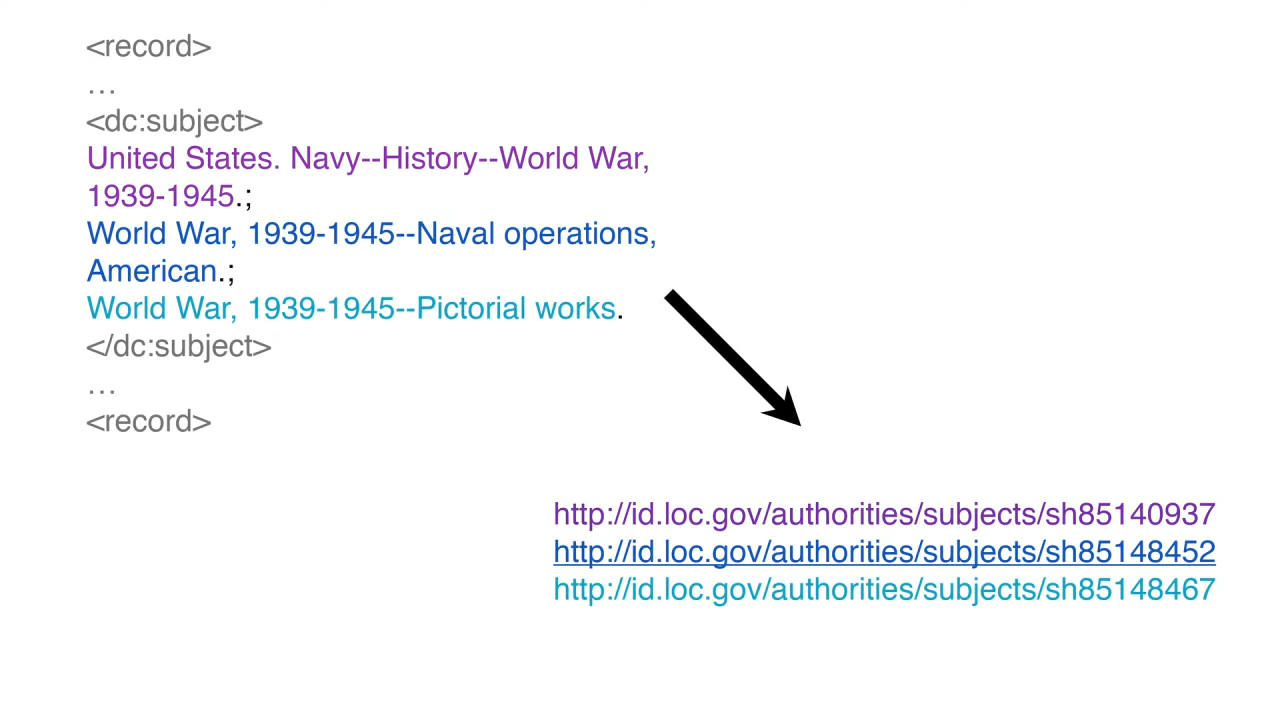 <record>
…
<dc:subject>
United States. Navy--History--World War,
1939-1945.;
World War, 1939-1945--Naval operations,
American.;
World War, 1939-1945--Pictorial works.
</dc:subject>
…
<record>
http://id.loc.gov/authorities/subjects/sh85140937
http://id.loc.gov/authorities/subjects/sh85148452
http://id.loc.gov/authorities/subjects/sh85148467